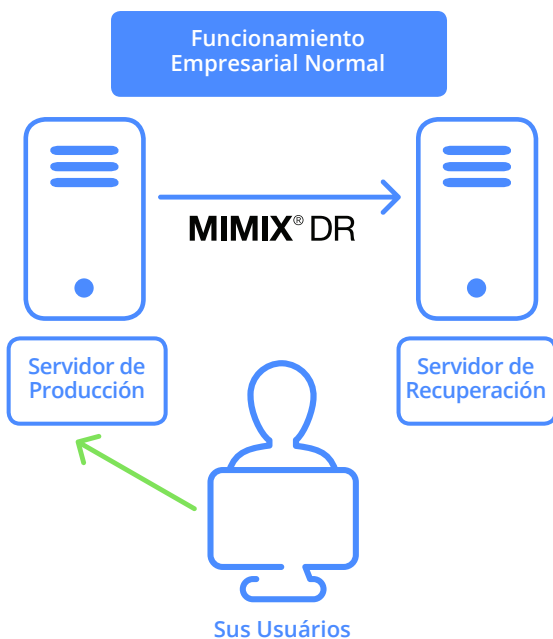 Funcionamiento
Empresarial Normal
MIMIX® DR
Servidor de
Producción
Servidor de
Recuperación
Sus Usuários